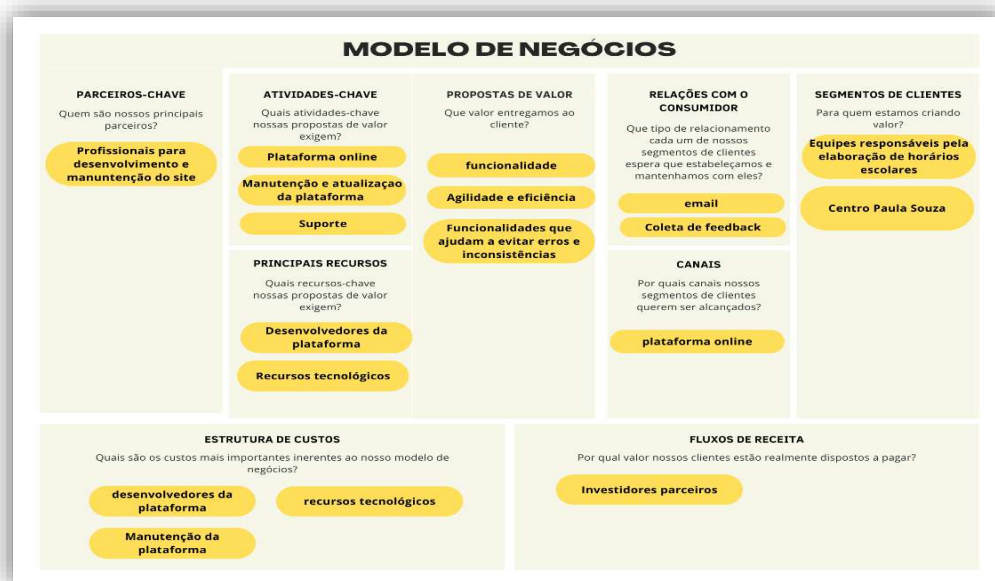 MODELO DE NEGÓCIOS
PARCEIROS-CHAVE
Quem são nossos principais
parceiros?
Profissionais para
desenvolvimento e
manuntenção do site
ATIVIDADES-CHAVE
Quais atividades-chave
nossas propostas de valor
exigem?
Plataforma online
Manutenção e atualizaçao
da plataforma
Suporte
PRINCIPAIS RECURSOS
Quais recursos-chave
nossas propostas de valor
exigem?
Desenvolvedores da
plataforma
Recursos tecnológicos
PROPOSTAS DE VALOR
Que valor entregamos ao
cliente?
funcionalidade
Agilidade e eficiência
Funcionalidades que
ajudam a evitar erros e
inconsistências
RELAÇÕES COM O
CONSUMIDOR
Que tipo de relacionamento
cada um de nossos
segmentos de clientes
espera que estabeleçamos e
mantenhamos com eles?
email
Coleta de feedback
CANAIS
Por quais canais nossos
segmentos de clientes
querem ser alcançados?
plataforma online
SEGMENTOS DE CLIENTES
Para quem estamos criando
valor?
Equipes responsáveis pela
elaboração de horários
escolares
Centro Paula Souza
ESTRUTURA DE CUSTOS
Quais são os custos mais importantes inerentes ao nosso modelo de
negócios?
desenvolvedores da
plataforma
recursos tecnológicos
Manutenção da
plataforma
FLUXOS DE RECEITA
Por qual valor nossos clientes estão realmente dispostos a pagar?
Investidores parceiros